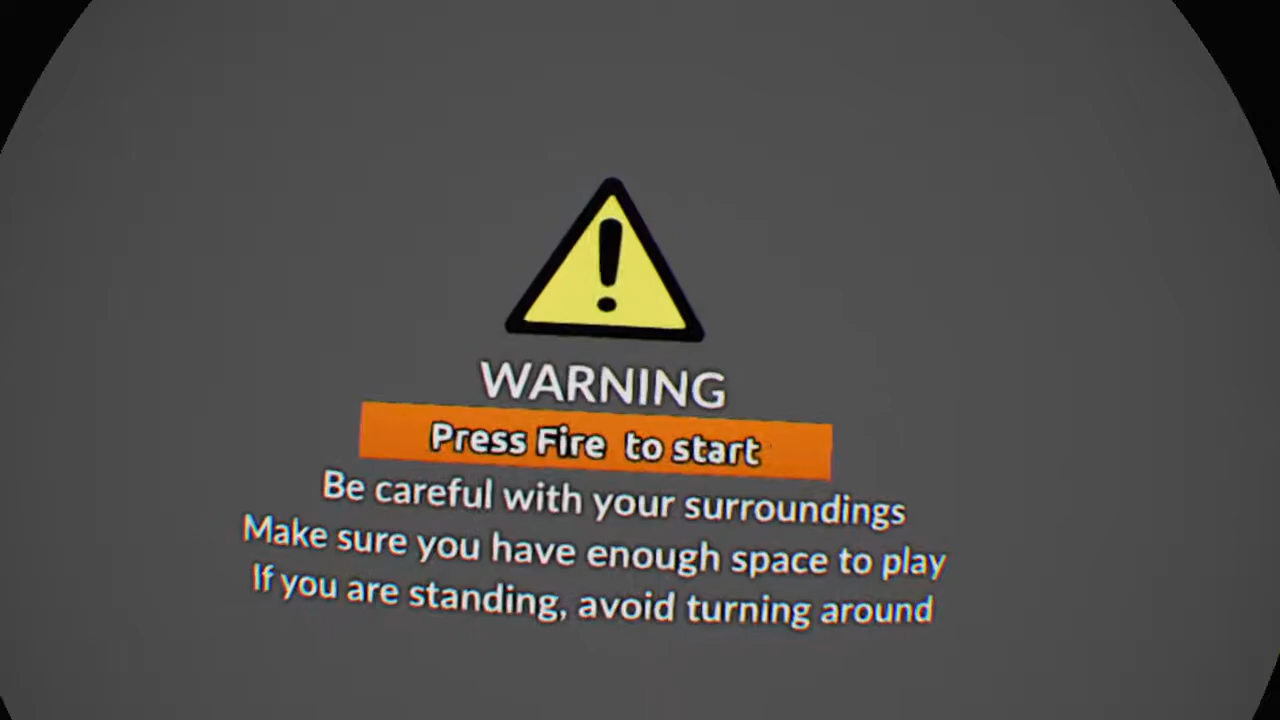 WARNING
Press Fire to start
Be careful with your surroundings
Make sure you have enough space to play
If you are standing, avoid turning around